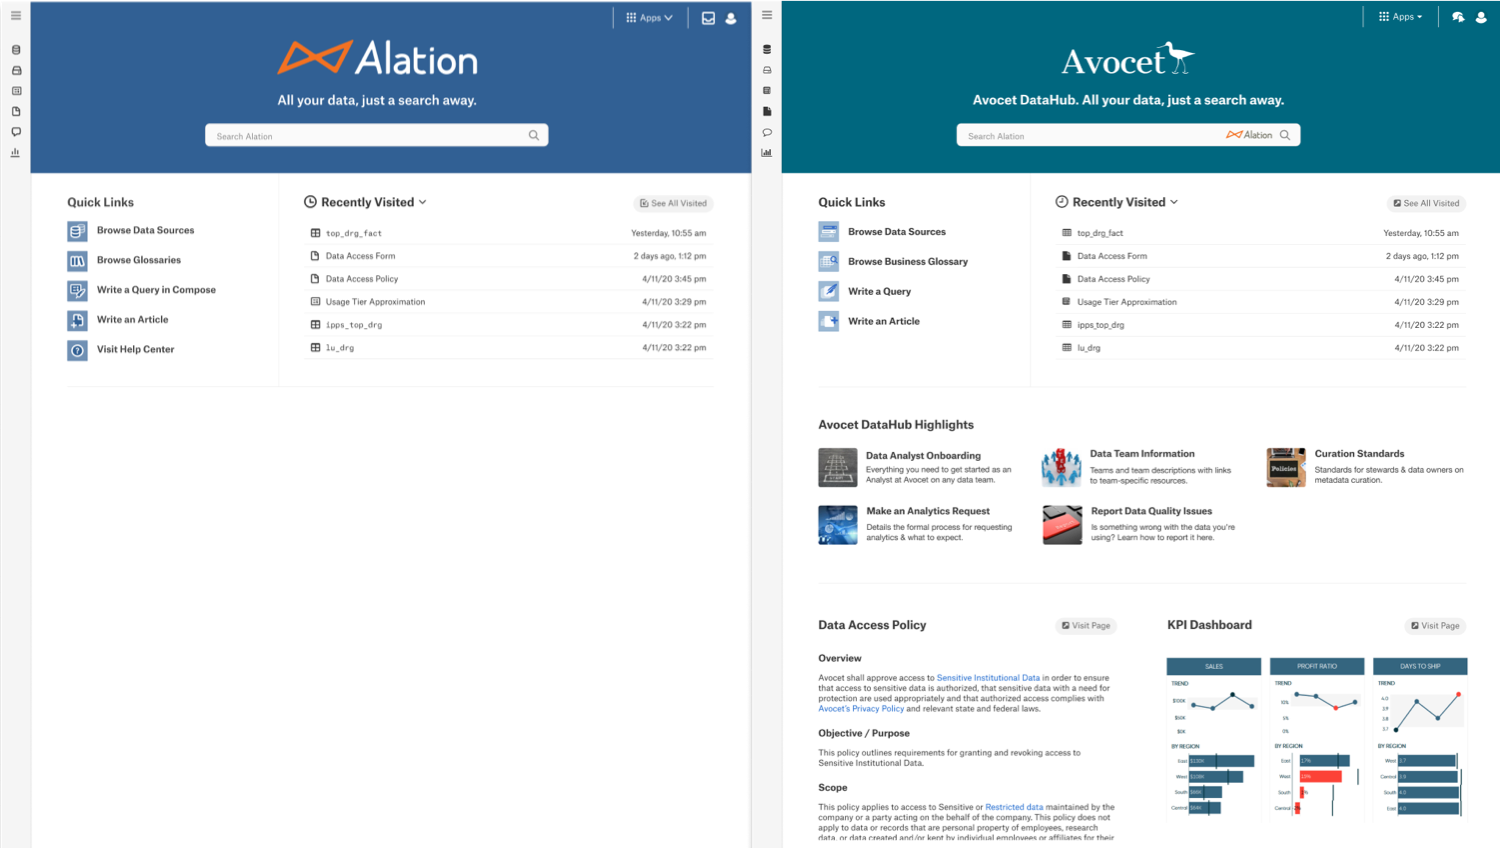 Apps
Alation
All your data, just a search away.
Search Alation
Quick Links
Browse Data Sources
Browse Glossaries
Write a Query in Compose
Write an Article
Visit Help Center
Recently Visited
See All Visited
top_drg_fact Yesterday, 10:55 am
Data Access Form 2 days ago, 1:12 pm
Data Access Policy 4/11/20 3:45 pm
Usage Tier Approximation 4/11/20 3:29 pm
ipps_top_drg 4/11/20 3:22 pm
lu_drg 4/11/20 3:22 pm
Apps
Avocet
Avocet DataHub. All your data, just a search away.
Search Alation Alation
Quick Links
Browse Data Sources
Browse Business Glossary
Write a Query
Write an Article
Recently Visited
See All Visited
top_drg_fact Yesterday, 10:55 am
Data Access Form 2 days ago, 1:12 pm
Data Access Policy 4/11/20 3:45 pm
Usage Tier Approximation 4/11/20 3:29 pm
ipps_top_drg 4/11/20 3:22 pm
lu_drg 4/11/20 3:22 pm
Avocet DataHub Highlights
Data Analyst Onboarding
Everything you need to get started as an
Analyst at Avocet on any data team.
Data Team Information
Teams and team descriptions with links
to team-specific resources.
Policies
Curation Standards
Standards for stewards & data owners on
metadata curation.
Make an Analytics Request
Details the formal process for requesting
analytics & what to expect.
Report Data Quality Issues
Is something wrong with the data you're
using? Learn how to report it here.
Data Access Policy
Visit Page
Overview
Avocet shall approve access to Sensitive Institutional Data in order to ensure
that access to sensitive data is authorized, that sensitive data with a need for
protection are used appropriately and that authorized access complies with
Avocet's Privacy Policy and relevant state and federal laws.
Objective / Purpose
This policy outlines requirements for granting and revoking access to
Sensitive Institutional Data.
Scope
This policy applies to access to Sensitive or Restricted data maintained by the
company or a party acting on the behalf of the company. This policy does not
apply to data or records that are personal property of employees, research
data, or data created and/or kept by individual employees or affiliates for their
KPI Dashboard
Visit Page
SALES
TREND
$100K
$50K
$0K
BY REGION
East
West
South
Central
PROFIT RATIO
TREND
10%
5%
0%
BY REGION
East 17%
West
South
Central
DAYS TO SHIP
TREND
4.0
3.9
3.8
3.7
BY REGION
West 3.7
Central 3.9
South 4.0
East 4.0